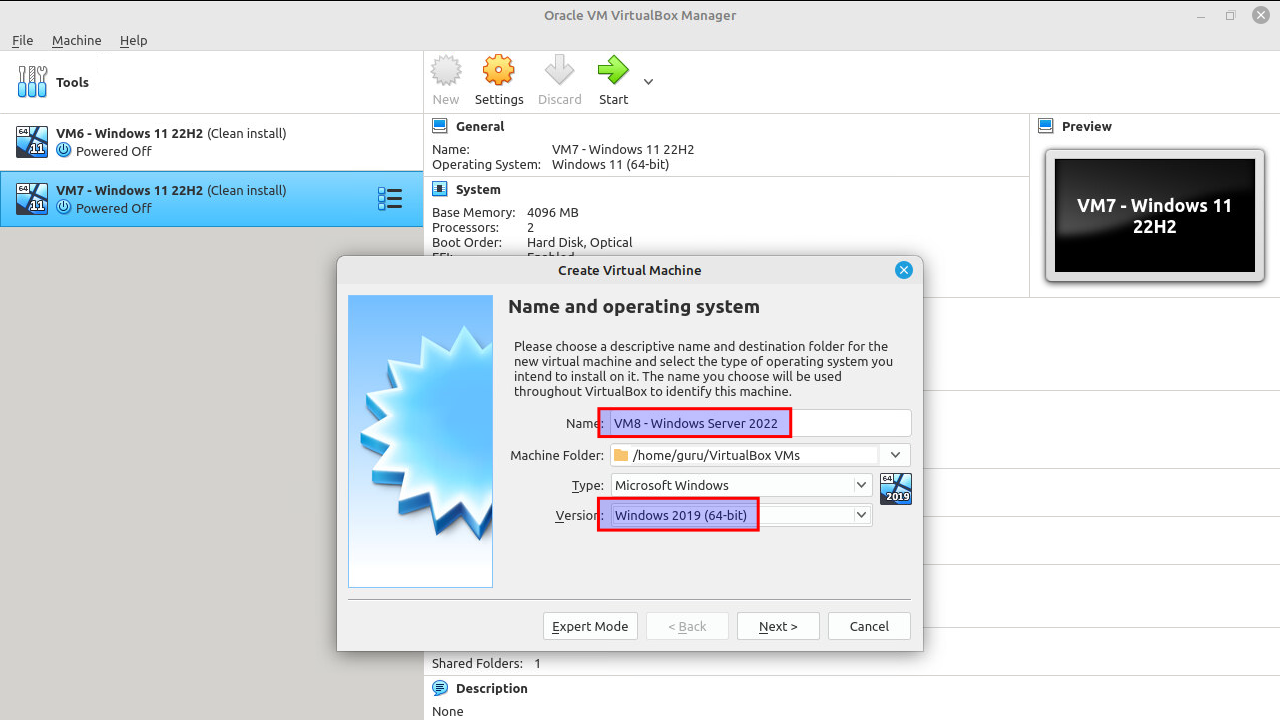 Oracle VM VirtualBox Manager
File Machine Help
Tools
New Settings Discard Start
64
11
VM6 - Windows 11 22H2 (Clean install)
Powered Off
64
11
VM7 - Windows 11 22H2 (Clean install)
Powered Off
General
Name: VM7 - Windows 11 22H2
Operating System: Windows 11 (64-bit)
System
Base Memory: 4096 MB
Processors: 2
Boot Order: Hard Disk, Optical
Preview
VM7 - Windows 11
22H2
Create Virtual Machine
Name and operating system
Please choose a descriptive name and destination folder for the
new virtual machine and select the type of operating system you
intend to install on it. The name you choose will be used
throughout VirtualBox to identify this machine.
Name: VM8 - Windows Server 2022
Machine Folder: /home/guru/VirtualBox VMs
Type: Microsoft Windows
64
2019
Version: Windows 2019 (64-bit)
Expert Mode < Back Next > Cancel
Shared Folders: 1
Description
None